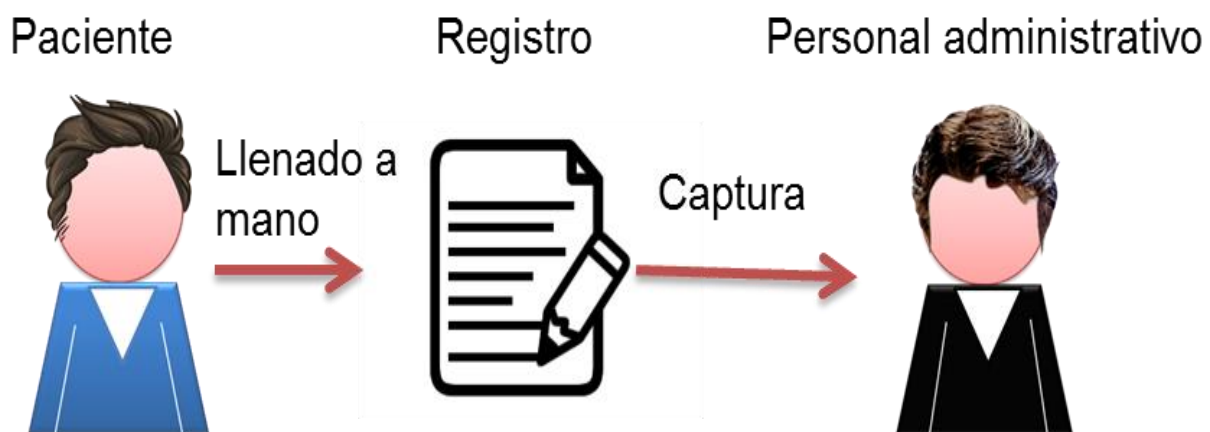 Paciente
Registro
Personal administrativo
Llenado a
mano
Captura